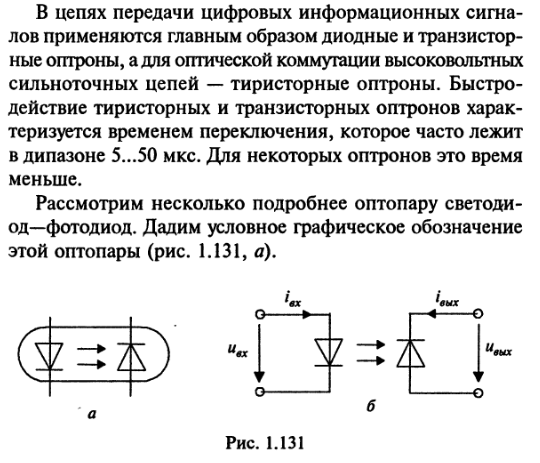 В цепях передачи цифровых информационных сигна-
лов применяются главным образом диодные и транзистор-
ные оптроны, а для оптической коммутации высоковольтных
сильноточных цепей — тиристорные оптроны. Быстро-
действие тиристорных и транзисторных оптронов харак-
теризуется временем переключения, которое часто лежит
в дипазоне 5...50 мкс. Для некоторых оптронов это время
меньше.
Рассмотрим несколько подробнее оптопару светоди-
од—фотодиод. Дадим условное графическое обозначение
этой оптопары (рис. 1.131, а).
iвх iвых
uвх uвых
а б
Рис. 1.131